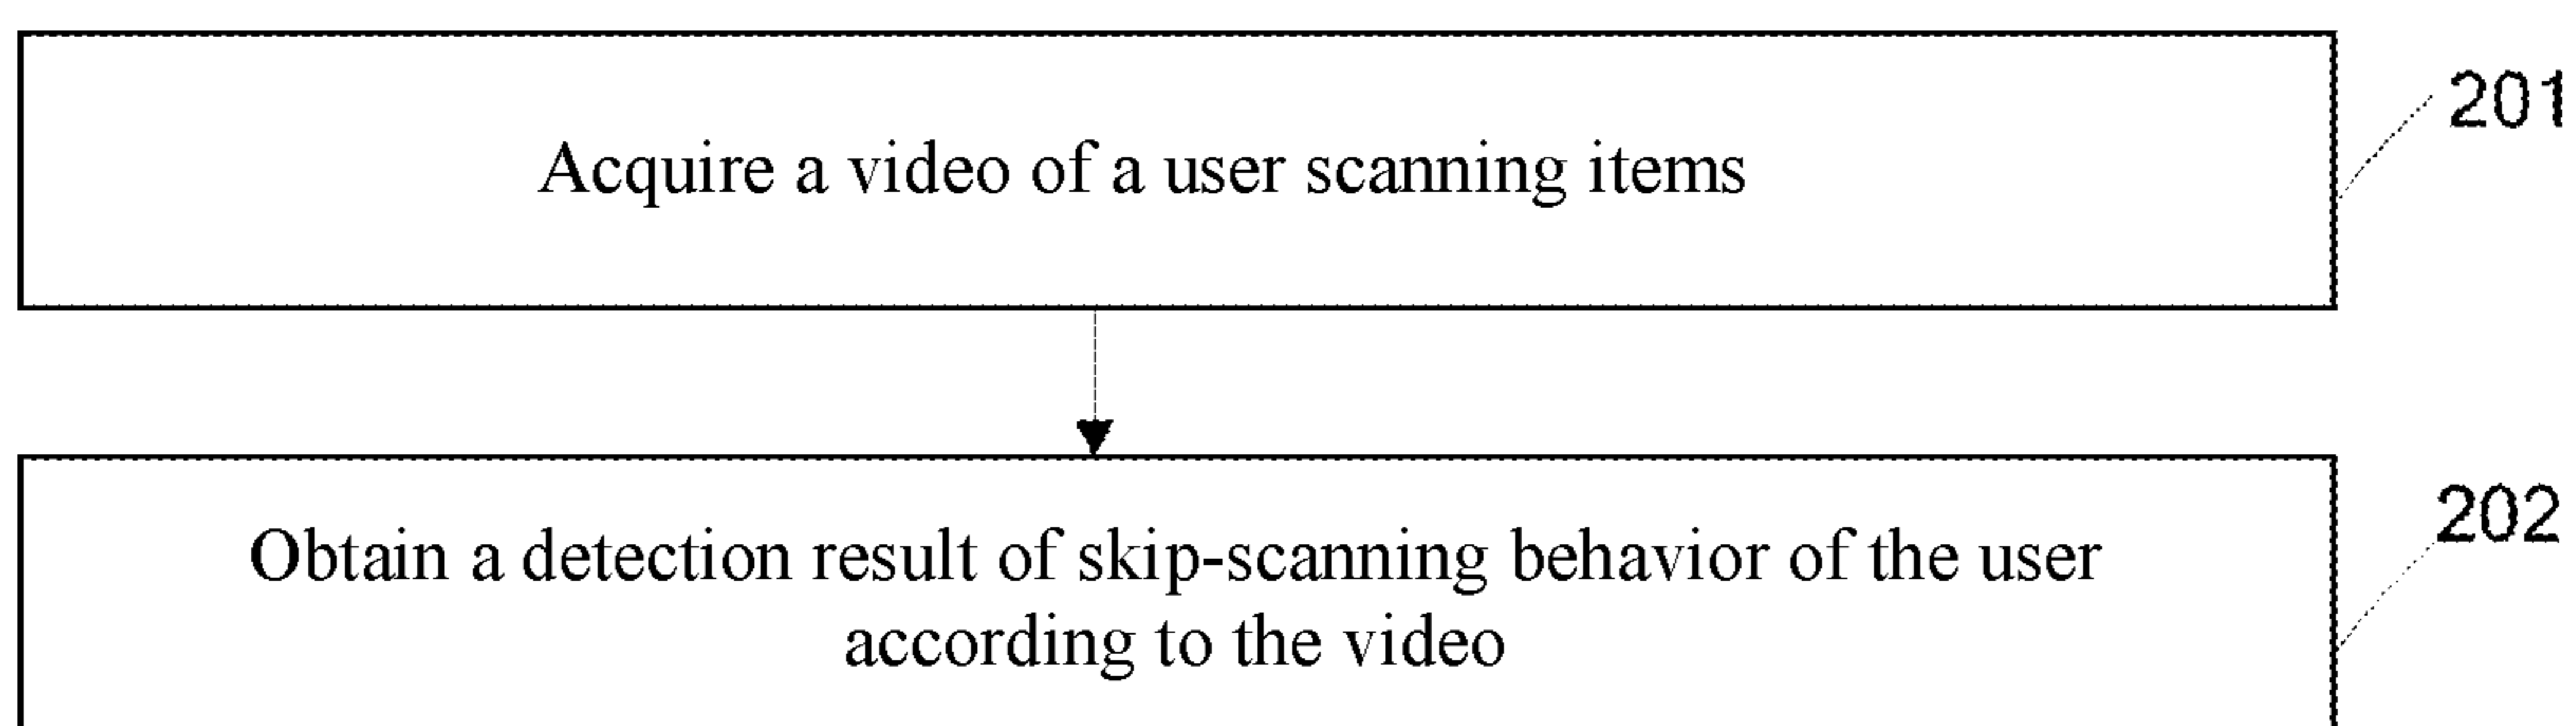 Acquire a video of a user scanning items
201
Obtain a detection result of skip-scanning behavior of the user
according to the video
202